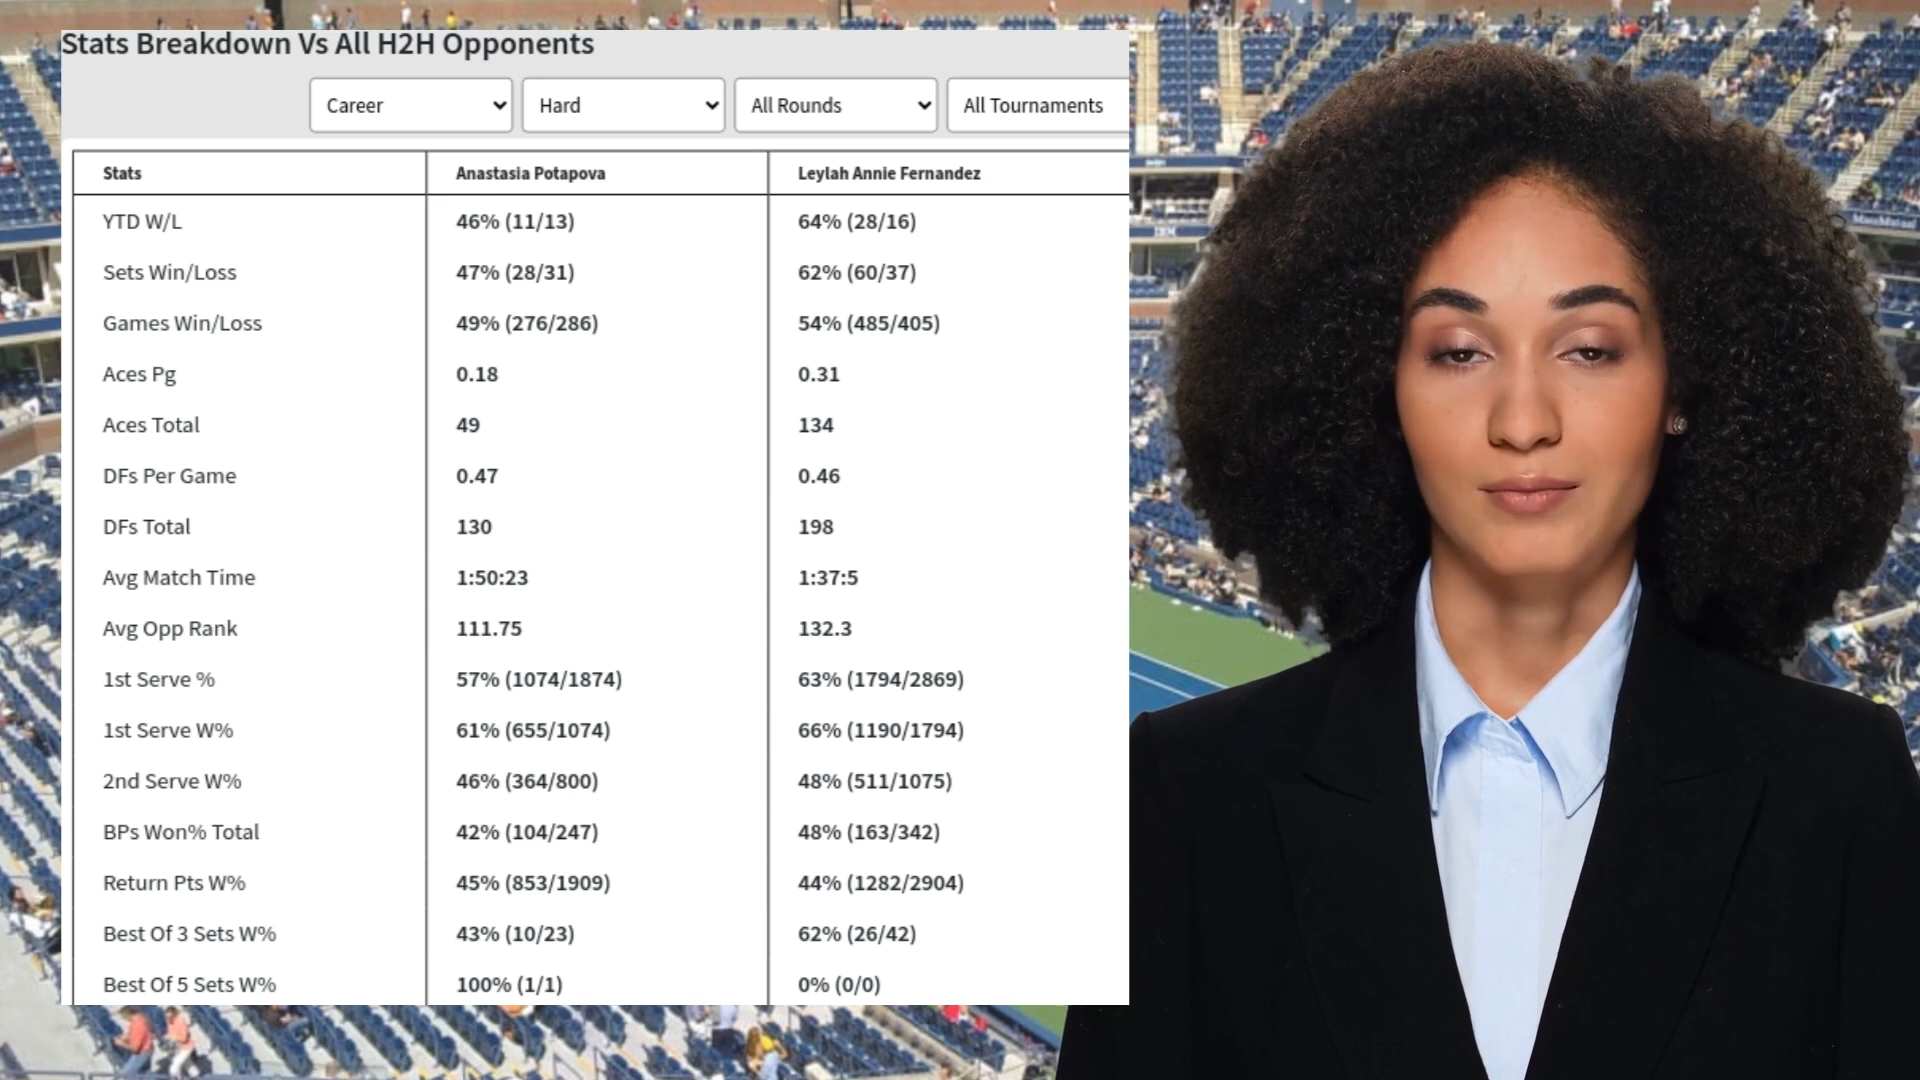 Stats Breakdown Vs All H2H Opponents
Career Hard All Rounds All Tournaments
Stats Anastasia Potapova Leylah Annie Fernandez
YTD W/L 46% (11/13) 64% (28/16)
Sets Win/Loss 47% (28/31) 62% (60/37)
Games Win/Loss 49% (276/286) 54% (485/405)
Aces Pg 0.18 0.31
Aces Total 49 134
DFs Per Game 0.47 0.46
DFs Total 130 198
Avg Match Time 1:50:23 1:37:5
Avg Opp Rank 111.75 132.3
1st Serve % 57% (1074/1874) 63% (1794/2869)
1st Serve W% 61% (655/1074) 66% (1190/1794)
2nd Serve W% 46% (364/800) 48% (511/1075)
BPs Won% Total 42% (104/247) 48% (163/342)
Return Pts W% 45% (853/1909) 44% (1282/2904)
Best Of 3 Sets W% 43% (10/23) 62% (26/42)
Best Of 5 Sets W% 100% (1/1) 0% (0/0)
IBM
MassMutual